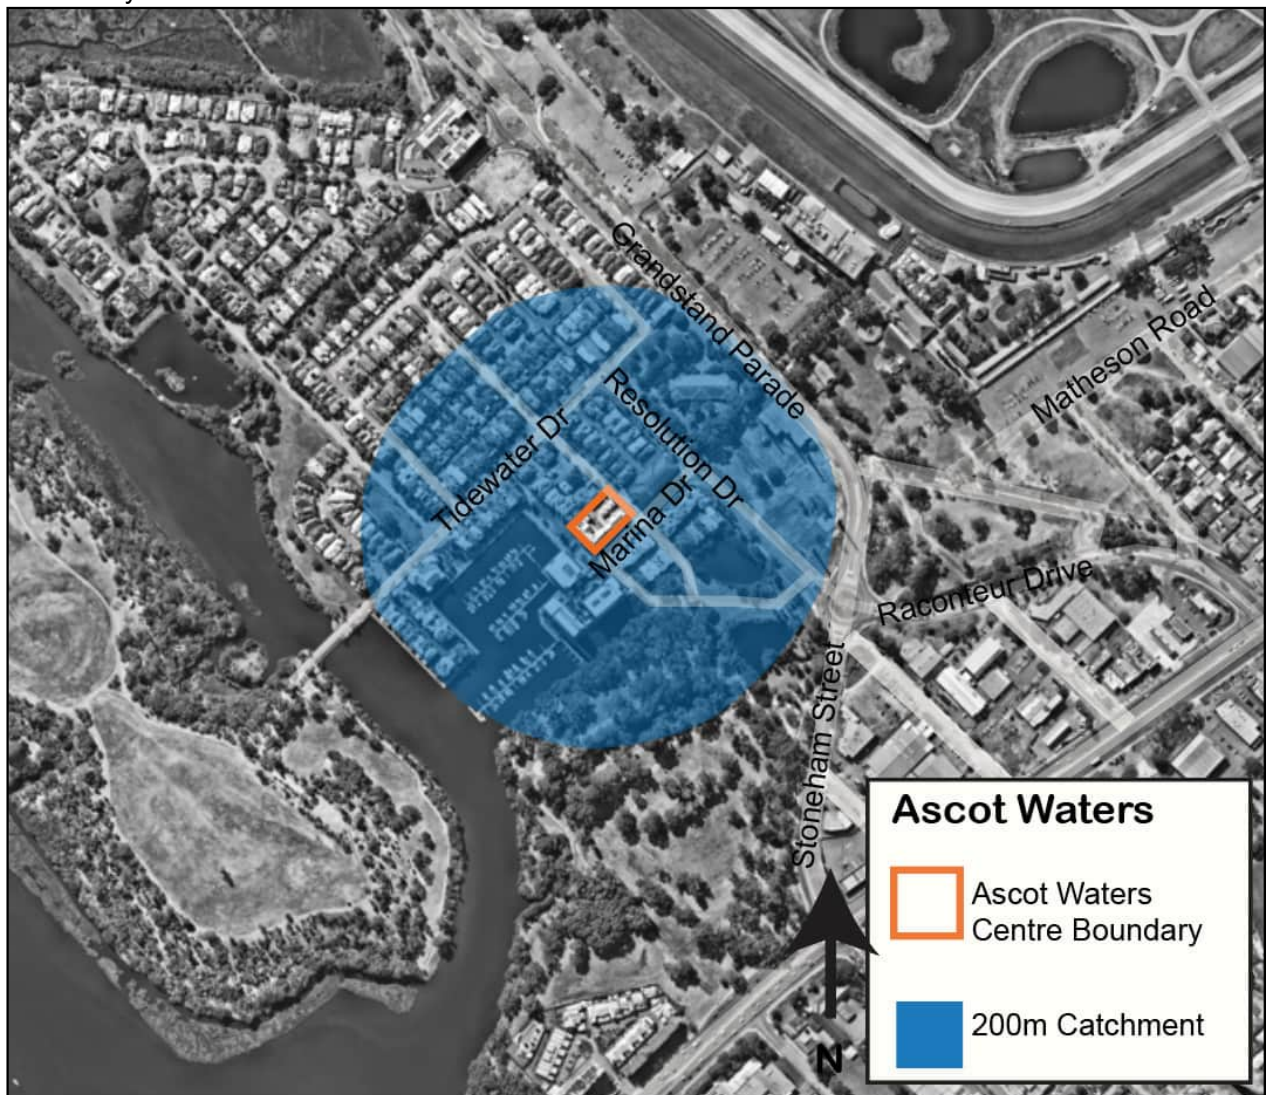 Grandstand Parade
Matheson Road
Resolution Dr
Tidewater Dr
Marina Dr
Raconteur Drive
Stoneham Street
Ascot Waters
Ascot Waters
Centre Boundary
200m Catchment
N